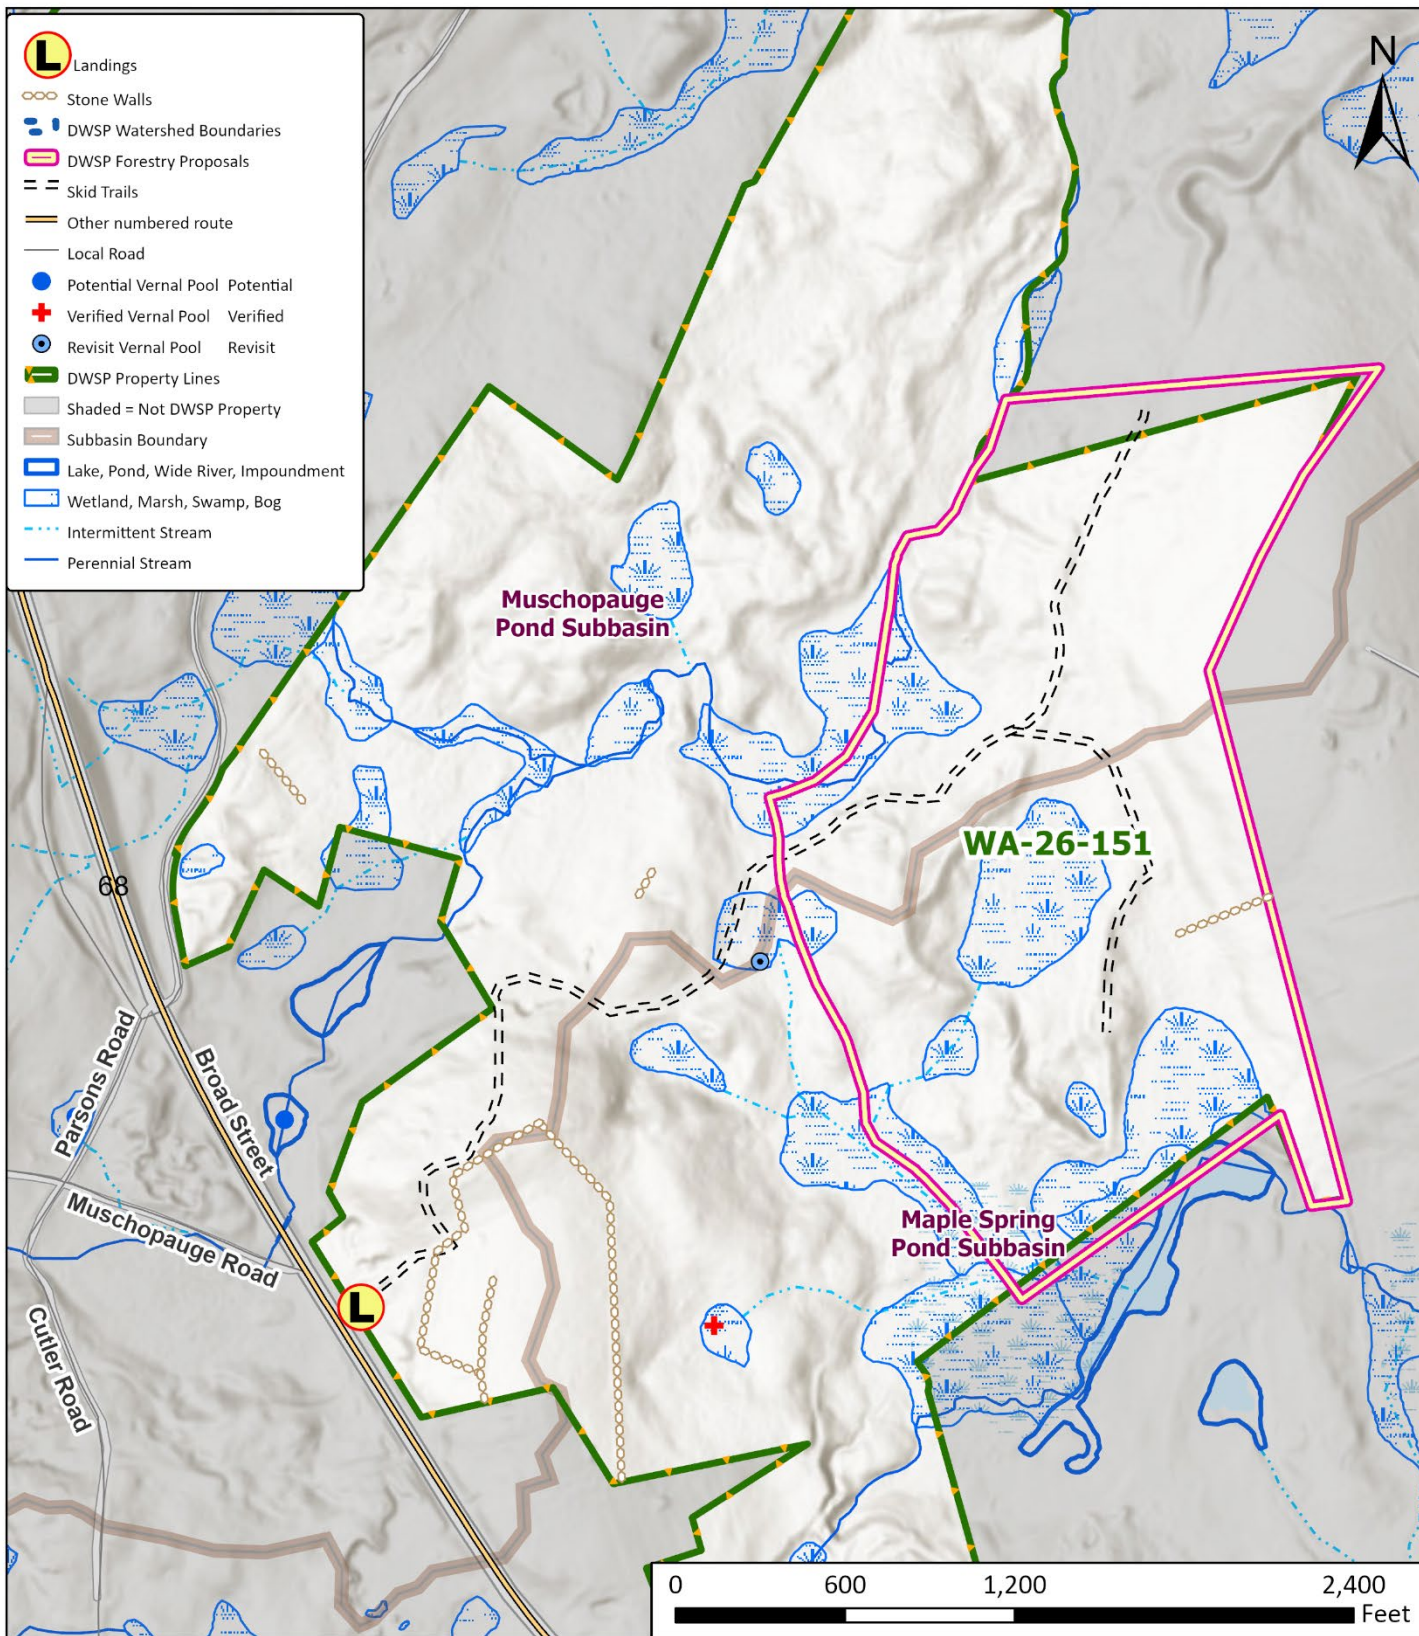 L
Landings
Stone Walls
DWSP Watershed Boundaries
DWSP Forestry Proposals
Skid Trails
Other numbered route
Local Road
Potential Vernal Pool Potential
Verified Vernal Pool Verified
Revisit Vernal Pool Revisit
DWSP Property Lines
Shaded = Not DWSP Property
Subbasin Boundary
Lake, Pond, Wide River, Impoundment
Wetland, Marsh, Swamp, Bog
Intermittent Stream
Perennial Stream
N
Muschopauge
Pond Subbasin
WA-26-151
68
Parsons Road
Broad Street
Muschopauge Road
Cutler Road
L
Maple Spring
Pond Subbasin
0 600 1,200 2,400
Feet